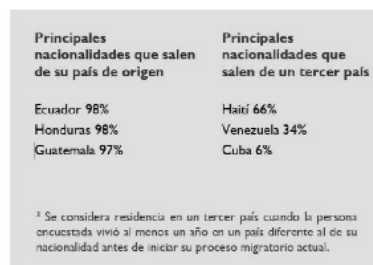 Principales
nacionalidades que salen
de su país de origen
Ecuador 98%
Honduras 98%
Guatemala 97%
Principales
nacionalidades que
salen de un tercer país
Haití 66%
Venezuela 34%
Cuba 6%
² Se considera residencia en un tercer país cuando la persona
encuestada vivió al menos un año en un país diferente al de su
nacionalidad antes de iniciar su proceso migratorio actual.